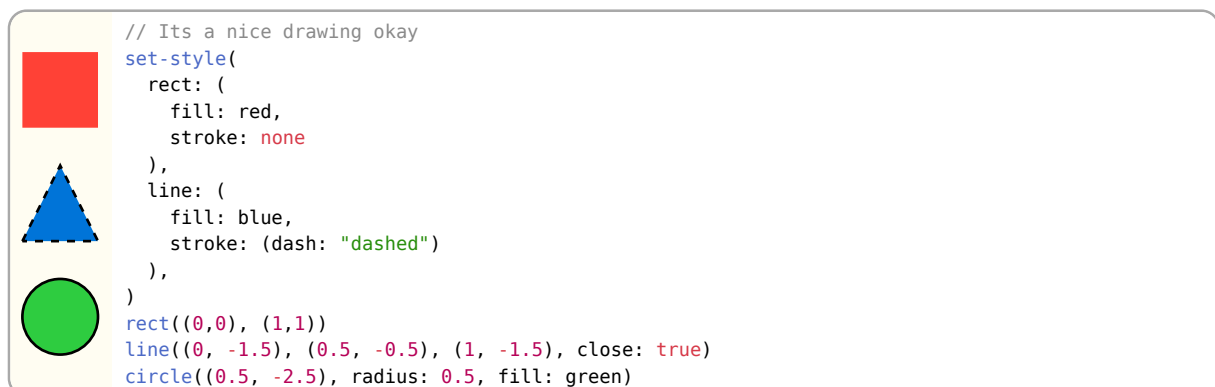 // Its a nice drawing okay
set-style(
  rect: (
    fill: red,
    stroke: none
  ),
  line: (
    fill: blue,
    stroke: (dash: "dashed")
  ),
)
rect((0,0), (1,1))
line((0, -1.5), (0.5, -0.5), (1, -1.5), close: true)
circle((0.5, -2.5), radius: 0.5, fill: green)